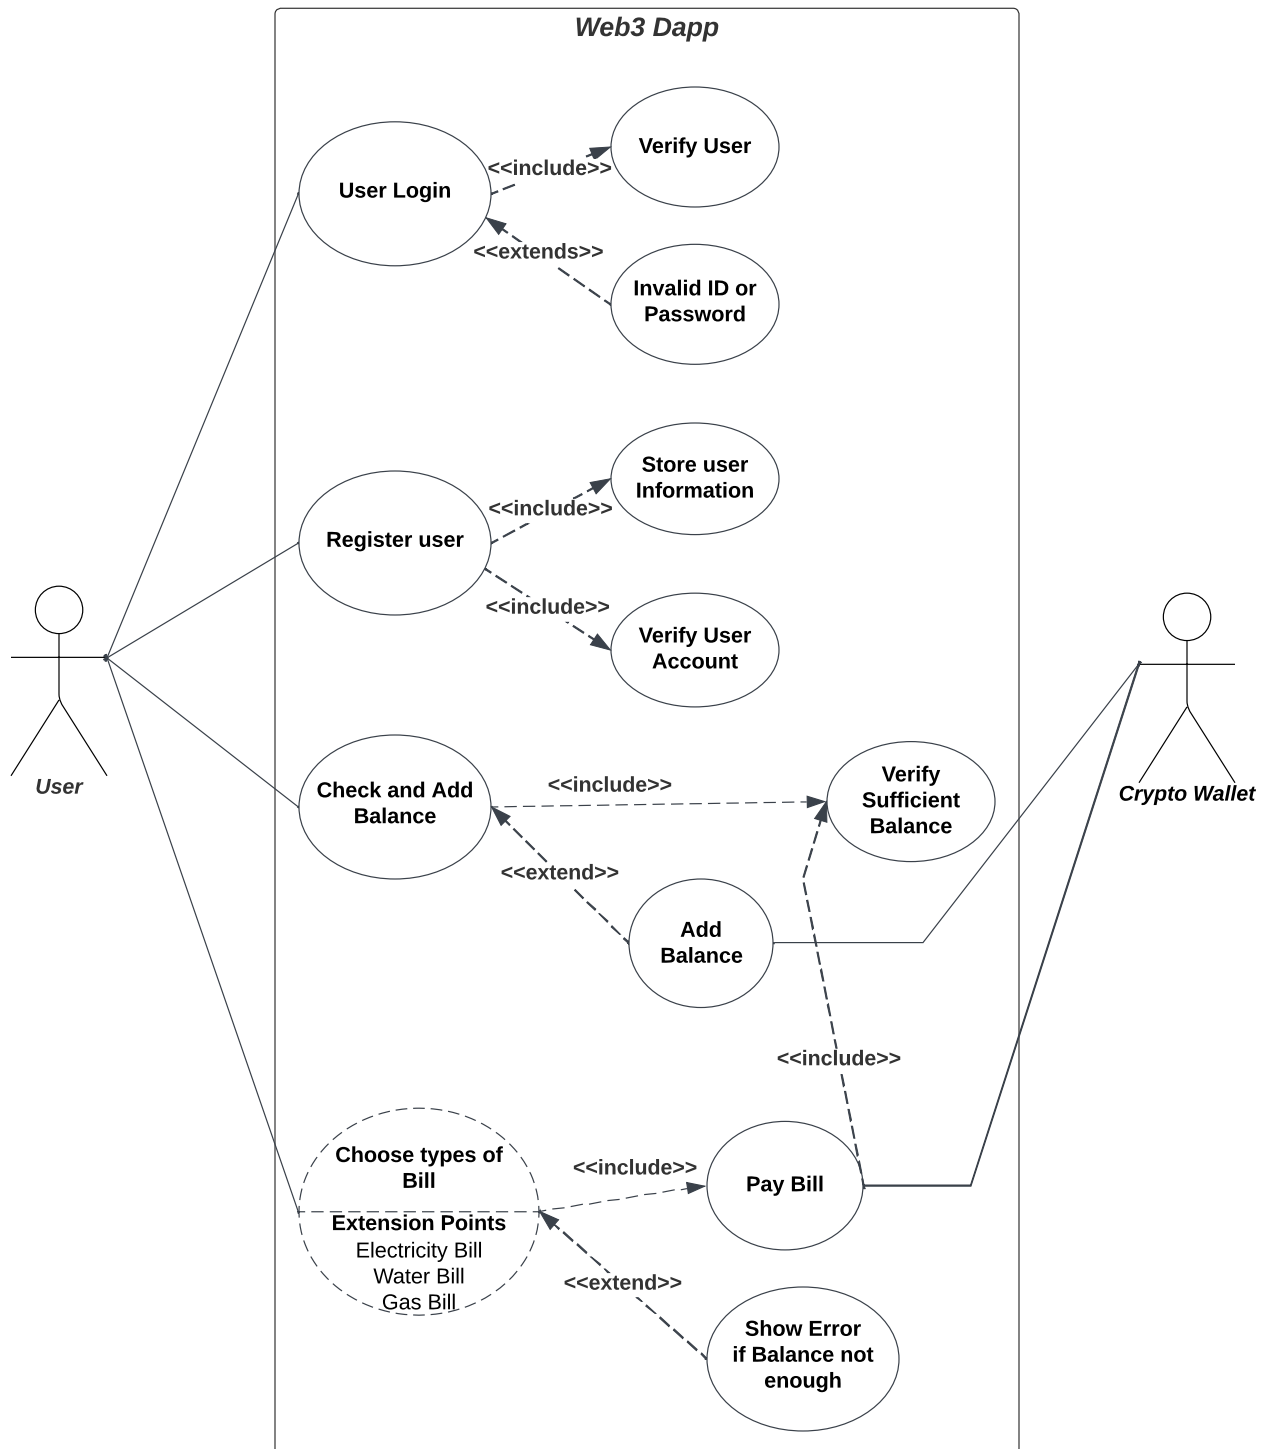 Web3 Dapp
Verify User
<<include>>
User Login
<<extends>>
Invalid ID or
Password
Store user
Information
<<include>>
Register user
<<include>>
Verify User
Account
User
Crypto Wallet
Check and Add
Balance
<<include>>
Verify
Sufficient
Balance
<<extend>>
Add
Balance
<<include>>
Choose types of
Bill
Extension Points
Electricity Bill
Water Bill
Gas Bill
<<include>>
Pay Bill
<<extend>>
Show Error
if Balance not
enough